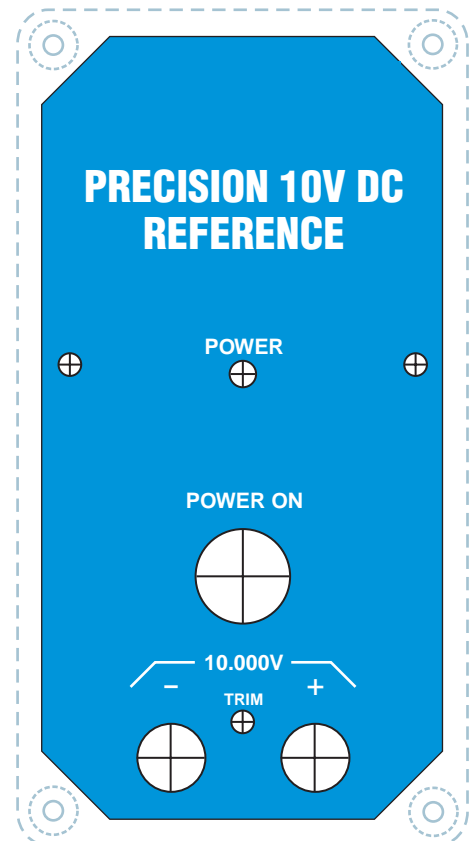 PRECISION 10V DC
REFERENCE
POWER
POWER ON
10.000V
− +
TRIM